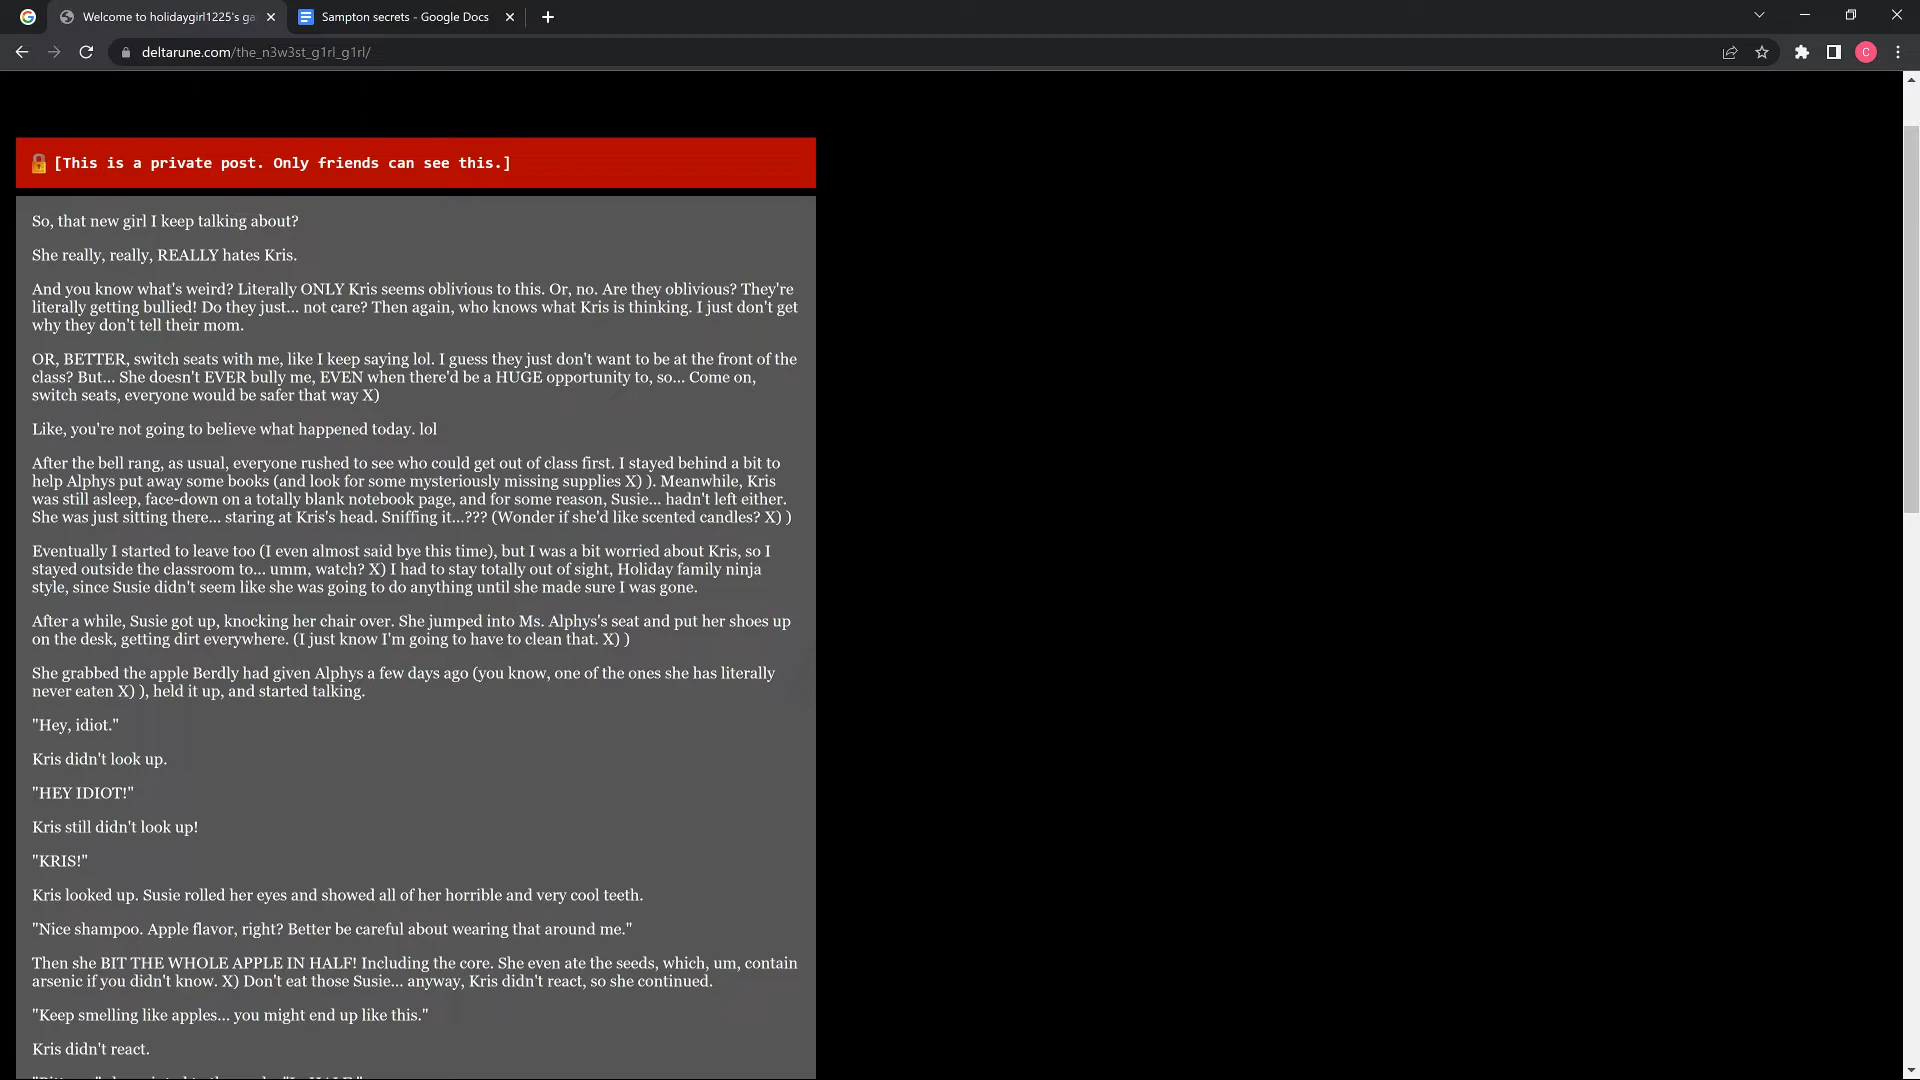 Welcome to holidaygirl1225's ga
Sampton secrets - Google Docs
deltarune.com/the_n3w3st_g1rl_g1rl/
C
[This is a private post. Only friends can see this.]
So, that new girl I keep talking about?
She really, really, REALLY hates Kris.
And you know what's weird? Literally ONLY Kris seems oblivious to this. Or, no. Are they oblivious? They're
literally getting bullied! Do they just... not care? Then again, who knows what Kris is thinking. I just don't get
why they don't tell their mom.
OR, BETTER, switch seats with me, like I keep saying lol. I guess they just don't want to be at the front of the
class? But... She doesn't EVER bully me, EVEN when there'd be a HUGE opportunity to, so... Come on,
switch seats, everyone would be safer that way X)
Like, you're not going to believe what happened today. lol
After the bell rang, as usual, everyone rushed to see who could get out of class first. I stayed behind a bit to
help Alphys put away some books (and look for some mysteriously missing supplies X) ). Meanwhile, Kris
was still asleep, face-down on a totally blank notebook page, and for some reason, Susie... hadn't left either.
She was just sitting there... staring at Kris's head. Sniffing it...??? (Wonder if she'd like scented candles? X) )
Eventually I started to leave too (I even almost said bye this time), but I was a bit worried about Kris, so I
stayed outside the classroom to... umm, watch? X) I had to stay totally out of sight, Holiday family ninja
style, since Susie didn't seem like she was going to do anything until she made sure I was gone.
After a while, Susie got up, knocking her chair over. She jumped into Ms. Alphys's seat and put her shoes up
on the desk, getting dirt everywhere. (I just know I'm going to have to clean that. X) )
She grabbed the apple Berdly had given Alphys a few days ago (you know, one of the ones she has literally
never eaten X) ), held it up, and started talking.
"Hey, idiot."
Kris didn't look up.
"HEY IDIOT!"
Kris still didn't look up!
"KRIS!"
Kris looked up. Susie rolled her eyes and showed all of her horrible and very cool teeth.
"Nice shampoo. Apple flavor, right? Better be careful about wearing that around me."
Then she BIT THE WHOLE APPLE IN HALF! Including the core. She even ate the seeds, which, um, contain
arsenic if you didn't know. X) Don't eat those Susie... anyway, Kris didn't react, so she continued.
"Keep smelling like apples... you might end up like this."
Kris didn't react.